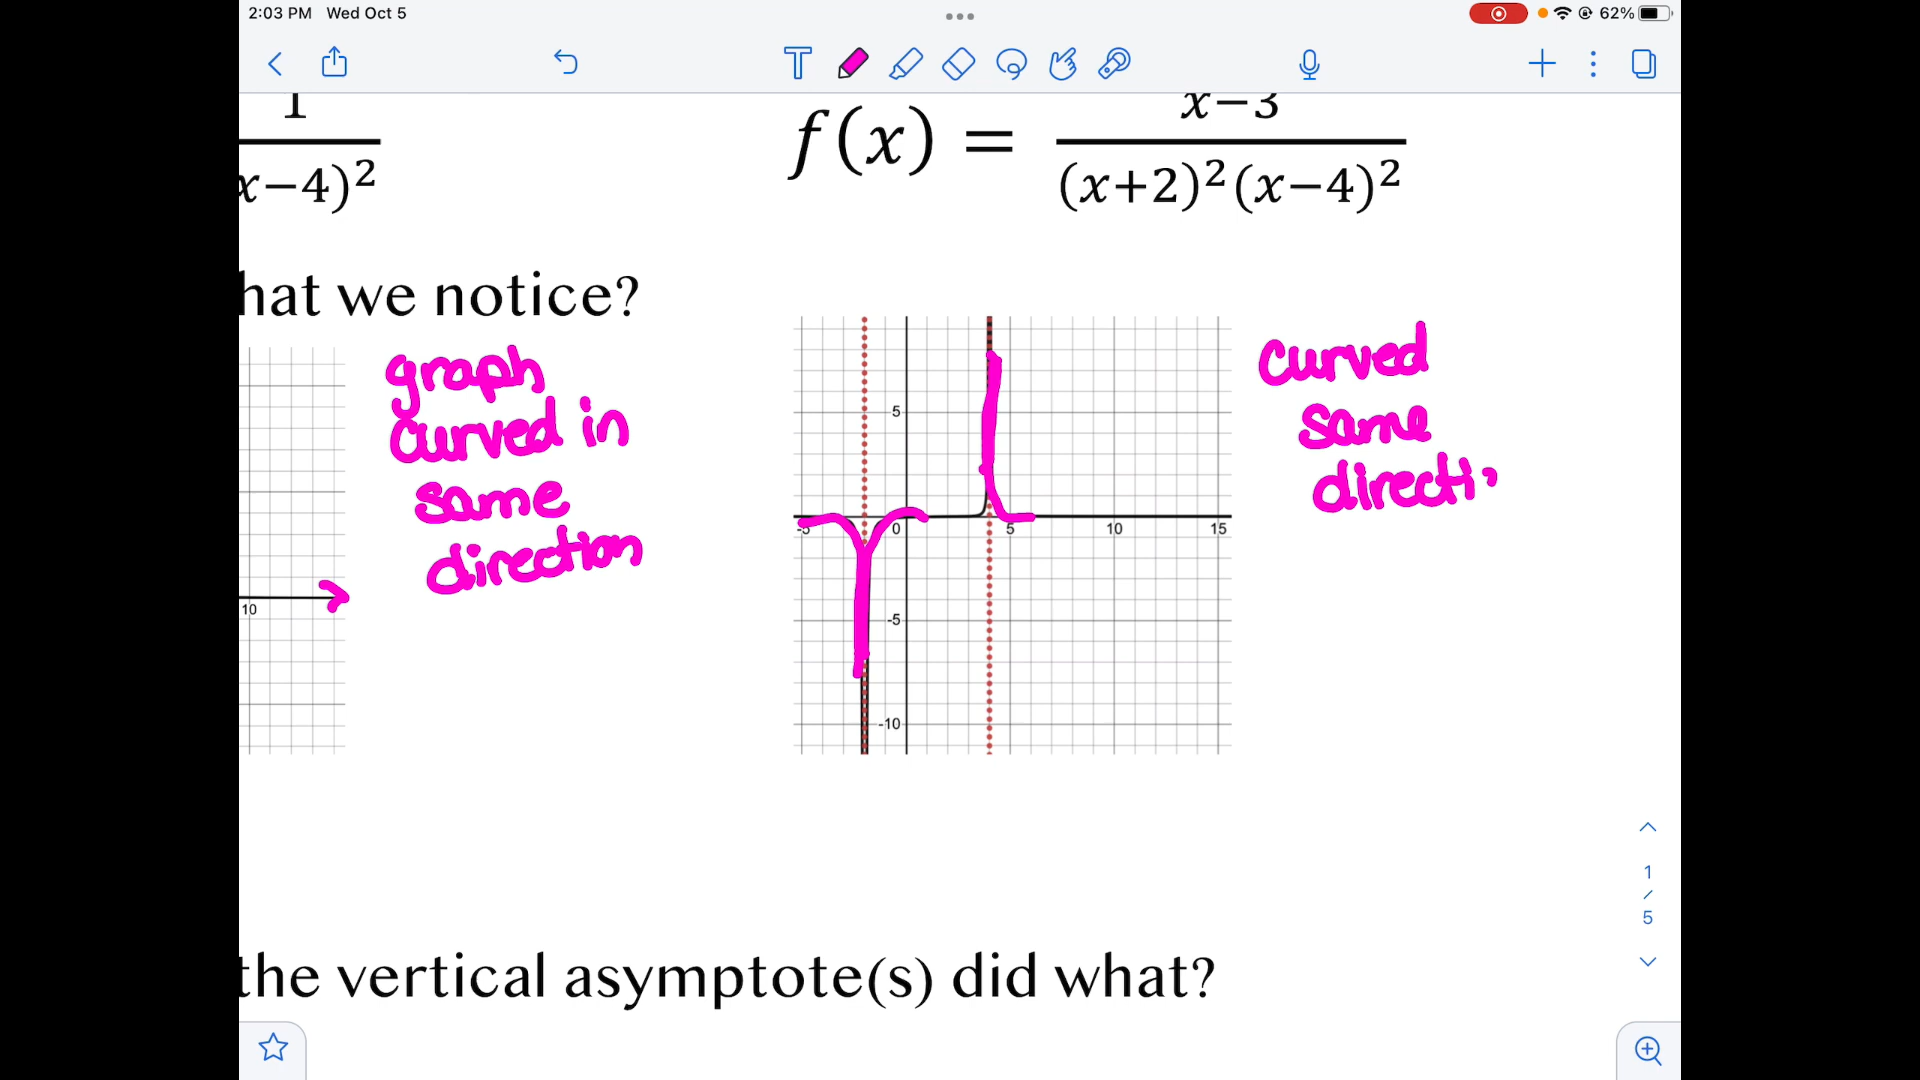 2:03 PM Wed Oct 5
62%
1
x−4)²
f(x) =
x−3
(x+2)²(x−4)²
hat we notice?
graph
curved in
same
direction
10
5
-5
0
5
10
15
-5
-10
curved
same
directi
1
/
5
the vertical asymptote(s) did what?